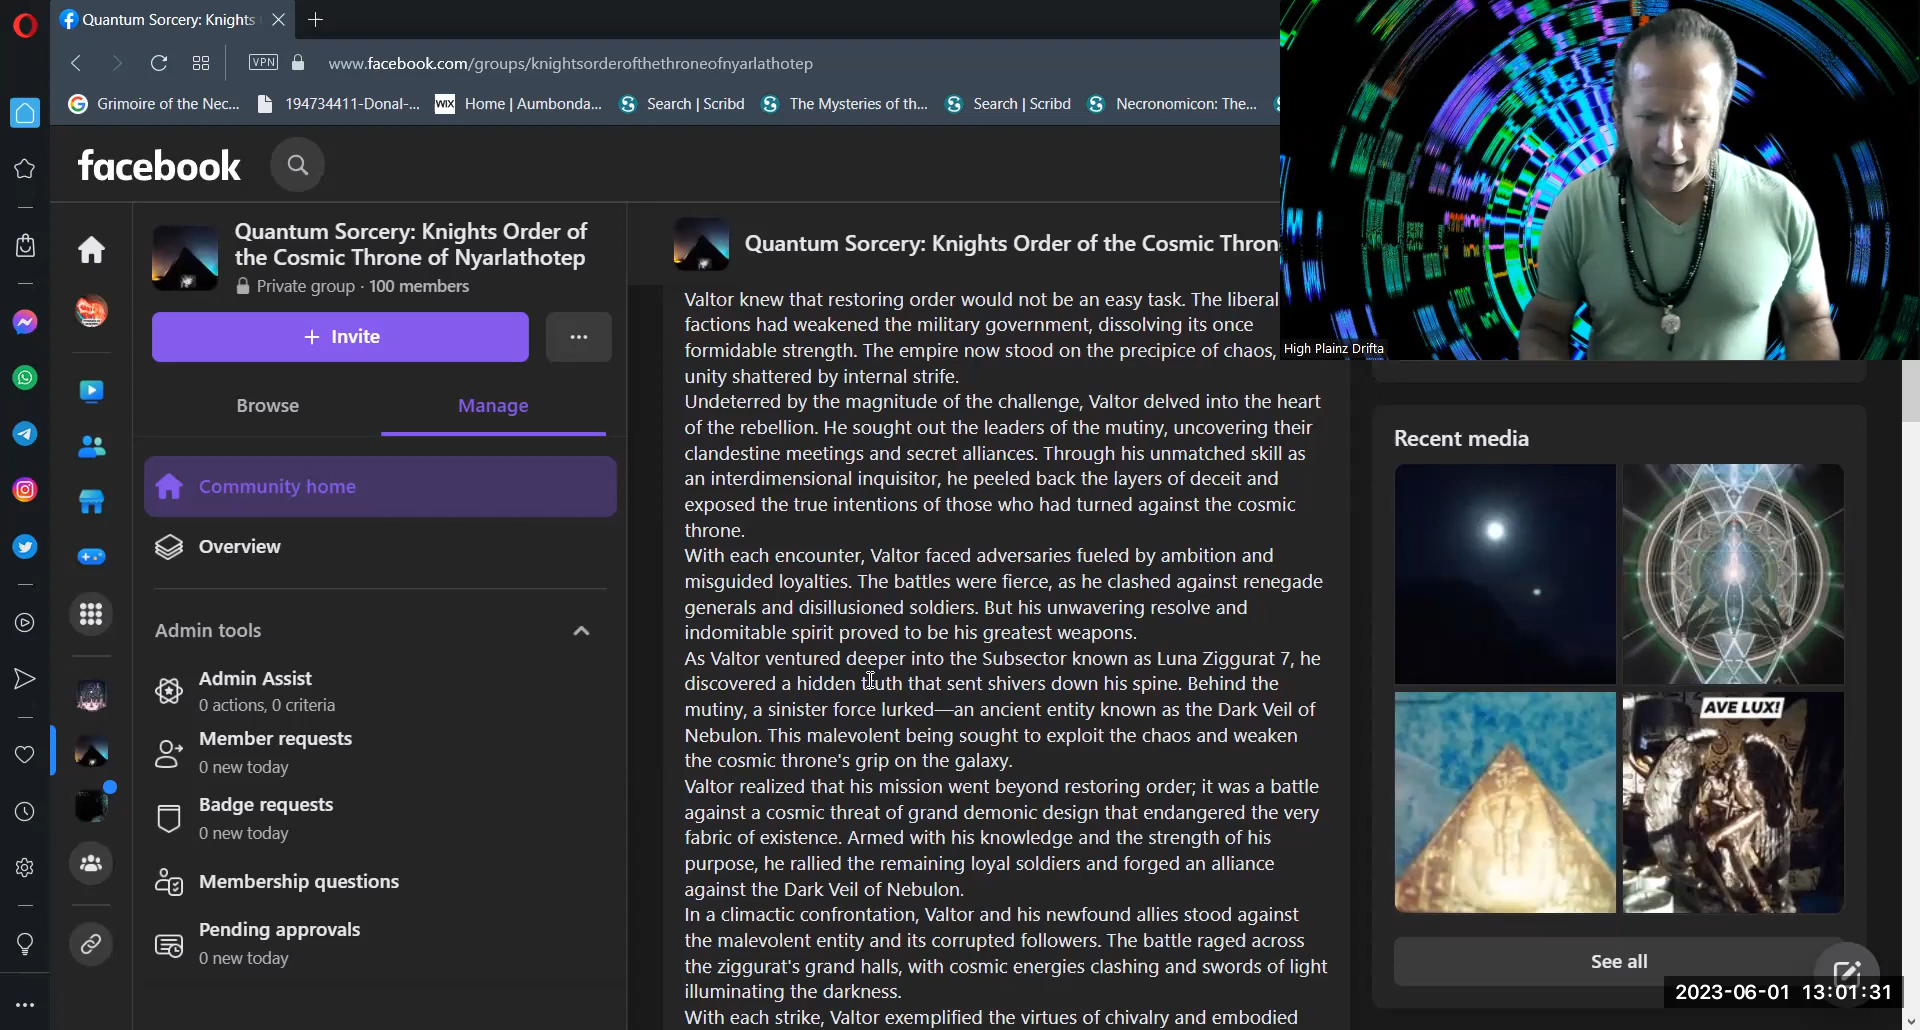 Quantum Sorcery: Knights
www.facebook.com/groups/knightsorderofthethroneofnyarlathotep
VPN
Grimoire of the Nec...
194734411-Donal-...
WiX
Home | Aumbonda...
Search | Scribd
The Mysteries of th...
Search | Scribd
Necronomicon: The...
facebook
Quantum Sorcery: Knights Order of
the Cosmic Throne of Nyarlathotep
Private group · 100 members
+ Invite
Browse
Manage
Community home
Overview
Admin tools
Admin Assist
0 actions, 0 criteria
Member requests
0 new today
Badge requests
0 new today
Membership questions
Pending approvals
0 new today
Quantum Sorcery: Knights Order of the Cosmic Thron
Valtor knew that restoring order would not be an easy task. The liberal
factions had weakened the military government, dissolving its once
formidable strength. The empire now stood on the precipice of chaos,
unity shattered by internal strife.
Undeterred by the magnitude of the challenge, Valtor delved into the heart
of the rebellion. He sought out the leaders of the mutiny, uncovering their
clandestine meetings and secret alliances. Through his unmatched skill as
an interdimensional inquisitor, he peeled back the layers of deceit and
exposed the true intentions of those who had turned against the cosmic
throne.
With each encounter, Valtor faced adversaries fueled by ambition and
misguided loyalties. The battles were fierce, as he clashed against renegade
generals and disillusioned soldiers. But his unwavering resolve and
indomitable spirit proved to be his greatest weapons.
As Valtor ventured deeper into the Subsector known as Luna Ziggurat 7, he
discovered a hidden truth that sent shivers down his spine. Behind the
mutiny, a sinister force lurked—an ancient entity known as the Dark Veil of
Nebulon. This malevolent being sought to exploit the chaos and weaken
the cosmic throne's grip on the galaxy.
Valtor realized that his mission went beyond restoring order; it was a battle
against a cosmic threat of grand demonic design that endangered the very
fabric of existence. Armed with his knowledge and the strength of his
purpose, he rallied the remaining loyal soldiers and forged an alliance
against the Dark Veil of Nebulon.
In a climactic confrontation, Valtor and his newfound allies stood against
the malevolent entity and its corrupted followers. The battle raged across
the ziggurat's grand halls, with cosmic energies clashing and swords of light
illuminating the darkness.
With each strike, Valtor exemplified the virtues of chivalry and embodied
High Plainz Drifta
Recent media
AVE LUX!
See all
2023-06-01 13:01:31